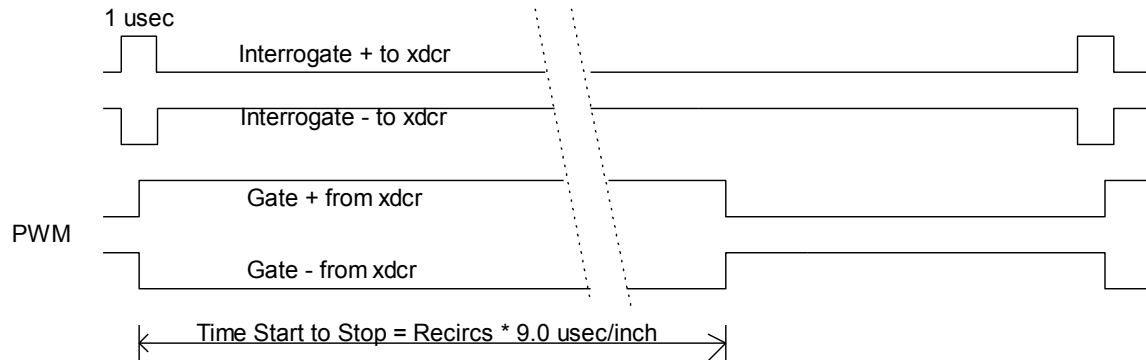 1 usec
Interrogate + to xdcr
Interrogate - to xdcr
Gate + from xdcr
PWM
Gate - from xdcr
Time Start to Stop = Recircs * 9.0 usec/inch